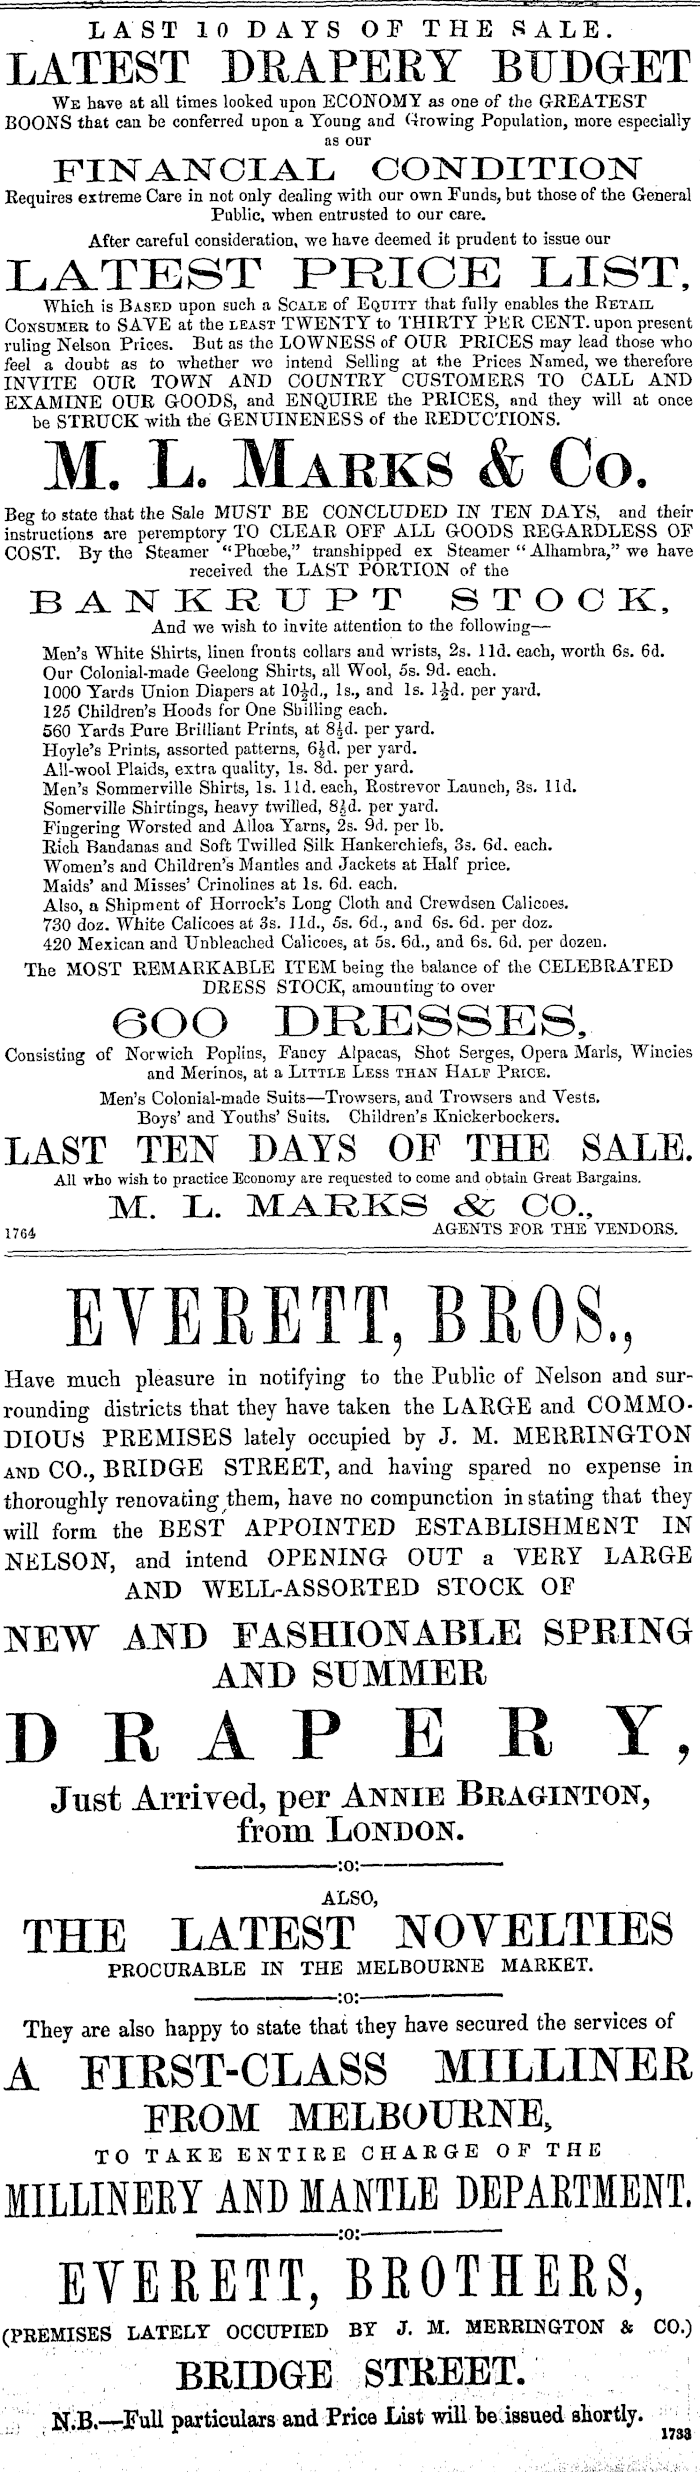 LAST 10 DAYS OF THE SALE.
LATEST DRAPERY BUDGET
WE have at all times looked upon ECONOMY as one of the GREATEST
BOONS that can be conferred upon a Young and Growing Population, more especially
as our
FINANCIAL CONDITION
Requires extreme Care in not only dealing with our own Funds, but those of the General
Public, when entrusted to our care.
After careful consideration, we have deemed it prudent to issue our
LATEST PRICE LIST,
Which is BASED upon such a SCALE of EQUITY that fully enables the RETAIL
CONSUMER to SAVE at the LEAST TWENTY to THIRTY PER CENT. upon present
ruling Nelson Prices. But as the LOWNESS of OUR PRICES may lead those who
feel a doubt as to whether we intend Selling at the Prices Named, we therefore
INVITE OUR TOWN AND COUNTRY CUSTOMERS TO CALL AND
EXAMINE OUR GOODS, and ENQUIRE the PRICES, and they will at once
be STRUCK with the GENUINENESS of the REDUCTIONS.
M. L. MARKS & CO.
Beg to state that the Sale MUST BE CONCLUDED IN TEN DAYS, and their
instructions are peremptory TO CLEAR OFF ALL GOODS REGARDLESS OF
COST. By the Steamer "Phœbe," transhipped ex Steamer "Alhambra," we have
received the LAST PORTION of the
BANKRUPT STOCK,
And we wish to invite attention to the following—
Men's White Shirts, linen fronts collars and wrists, 2s. 11d. each, worth 6s. 6d.
Our Colonial-made Geelong Shirts, all Wool, 5s. 9d. each.
1000 Yards Union Diapers at 10½d., 1s., and 1s. 1½d. per yard.
125 Children's Hoods for One Shilling each.
560 Yards Pure Brilliant Prints, at 8½d. per yard.
Hoyle's Prints, assorted patterns, 6½d. per yard.
All-wool Plaids, extra quality, 1s. 8d. per yard.
Men's Sommerville Shirts, 1s. 11d. each, Rostrevor Launch, 3s. 11d.
Somerville Shirtings, heavy twilled, 8½d. per yard.
Fingering Worsted and Alloa Yarns, 2s. 9d. per lb.
Rich Bandanas and Soft Twilled Silk Hankerchiefs, 3s. 6d. each.
Women's and Children's Mantles and Jackets at Half price.
Maids' and Misses' Crinolines at 1s. 6d. each.
Also, a Shipment of Horrock's Long Cloth and Crewdsen Calicoes.
730 doz. White Calicoes at 3s. 11d., 5s. 6d., and 6s. 6d. per doz.
420 Mexican and Unbleached Calicoes, at 5s. 6d., and 6s. 6d. per dozen.
The MOST REMARKABLE ITEM being the balance of the CELEBRATED
DRESS STOCK, amounting to over
600 DRESSES,
Consisting of Norwich Poplins, Fancy Alpacas, Shot Serges, Opera Marls, Wincies
and Merinos, at a LITTLE LESS THAN HALF PRICE.
Men's Colonial-made Suits—Trowsers, and Trowsers and Vests.
Boys' and Youths' Suits. Children's Knickerbockers.
LAST TEN DAYS OF THE SALE.
All who wish to practice Economy are requested to come and obtain Great Bargains.
M. L. MARKS & CO.,
1764 AGENTS FOR THE VENDORS.
EVERETT, BROS.,
Have much pleasure in notifying to the Public of Nelson and sur-
rounding districts that they have taken the LARGE and COMMO-
DIOUS PREMISES lately occupied by J. M. MERRINGTON
AND CO., BRIDGE STREET, and having spared no expense in
thoroughly renovating them, have no compunction in stating that they
will form the BEST APPOINTED ESTABLISHMENT IN
NELSON, and intend OPENING OUT a VERY LARGE
AND WELL-ASSORTED STOCK OF
NEW AND FASHIONABLE SPRING
AND SUMMER
DRAPERY,
Just Arrived, per ANNIE BRAGINTON,
from LONDON.
:o:
ALSO,
THE LATEST NOVELTIES
PROCURABLE IN THE MELBOURNE MARKET.
:o:
They are also happy to state that they have secured the services of
A FIRST-CLASS MILLINER
FROM MELBOURNE,
TO TAKE ENTIRE CHARGE OF THE
MILLINERY AND MANTLE DEPARTMENT.
:o:
EVERETT, BROTHERS,
(PREMISES LATELY OCCUPIED BY J. M. MERRINGTON & CO.)
BRIDGE STREET.
N.B.—Full particulars and Price List will be issued shortly.
1733